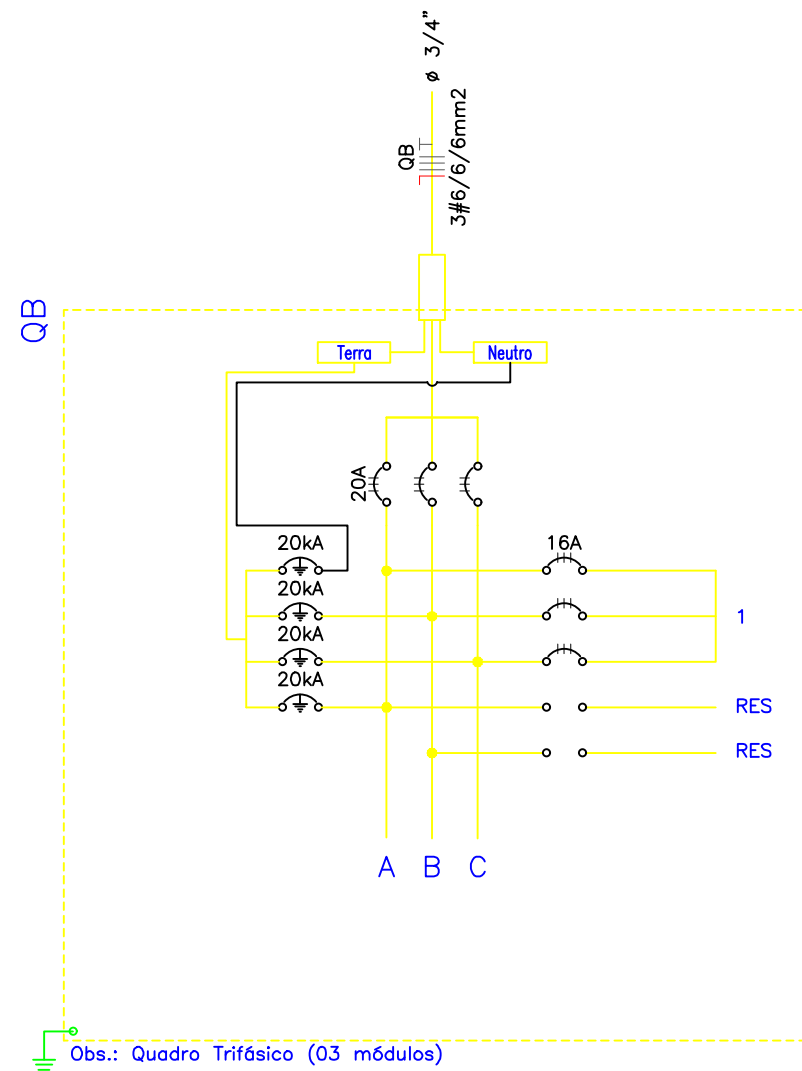 ø 3/4"
QB
3#6/6/6mm2
QB
Terra
Neutro
20A
20kA
16A
20kA
1
20kA
20kA
RES
RES
A B C
Obs.: Quadro Trifásico (03 módulos)